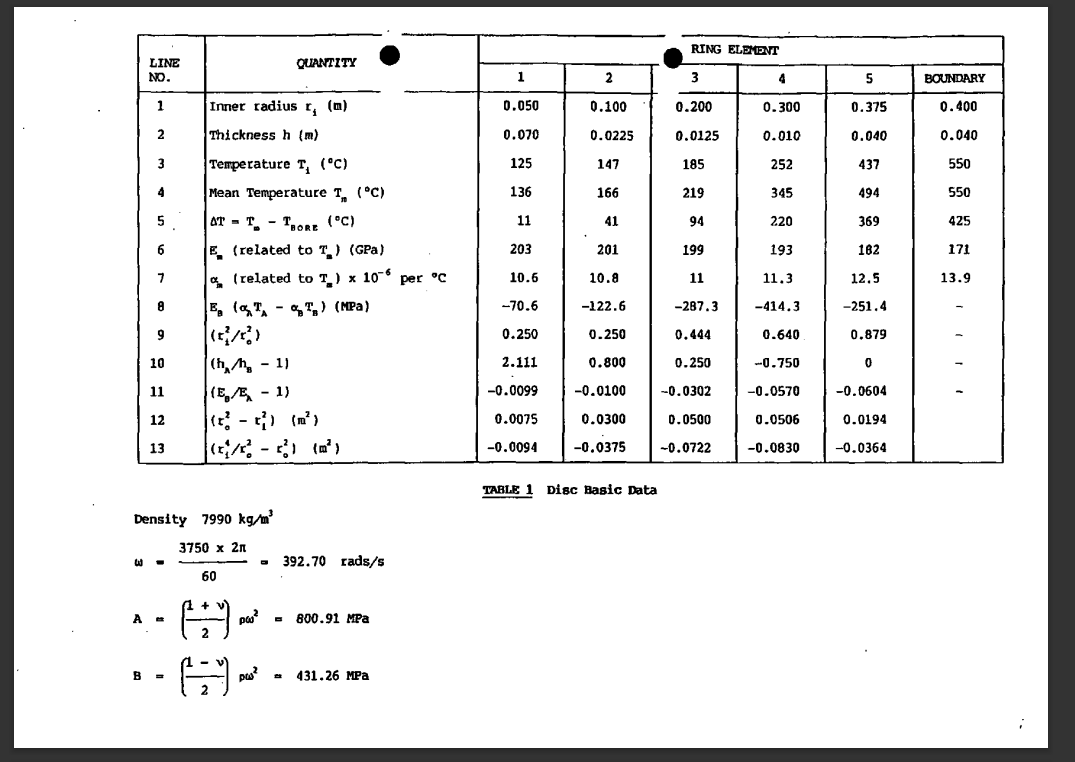 LINE NO. QUANTITY RING ELEMENT
1 2 3 4 5 BOUNDARY
1 Inner radius r_i (m) 0.050 0.100 0.200 0.300 0.375 0.400
2 Thickness h (m) 0.070 0.0225 0.0125 0.010 0.040 0.040
3 Temperature T_i (°C) 125 147 185 252 437 550
4 Mean Temperature T_m (°C) 136 166 219 345 494 550
5 ΔT = T_m - T_BORE (°C) 11 41 94 220 369 425
6 E_m (related to T_m) (GPa) 203 201 199 193 182 171
7 α_m (related to T_m) x 10⁻⁶ per °C 10.6 10.8 11 11.3 12.5 13.9
8 E_B (α_A T_A - α_B T_B) (MPa) -70.6 -122.6 -287.3 -414.3 -251.4 -
9 (r_i²/r_o²) 0.250 0.250 0.444 0.640 0.879 -
10 (h_A/h_B - 1) 2.111 0.800 0.250 -0.750 0 -
11 (E_B/E_A - 1) -0.0099 -0.0100 -0.0302 -0.0570 -0.0604 -
12 (r_o² - r_i²) (m²) 0.0075 0.0300 0.0500 0.0506 0.0194
13 (r_i⁴/r_o² - r_o²) (m²) -0.0094 -0.0375 -0.0722 -0.0830 -0.0364
TABLE 1 Disc Basic Data
Density 7990 kg/m³
ω = 3750 x 2π / 60 = 392.70 rads/s
A = (1 + ν / 2) ρω² = 800.91 MPa
B = (1 - ν / 2) ρω² = 431.26 MPa